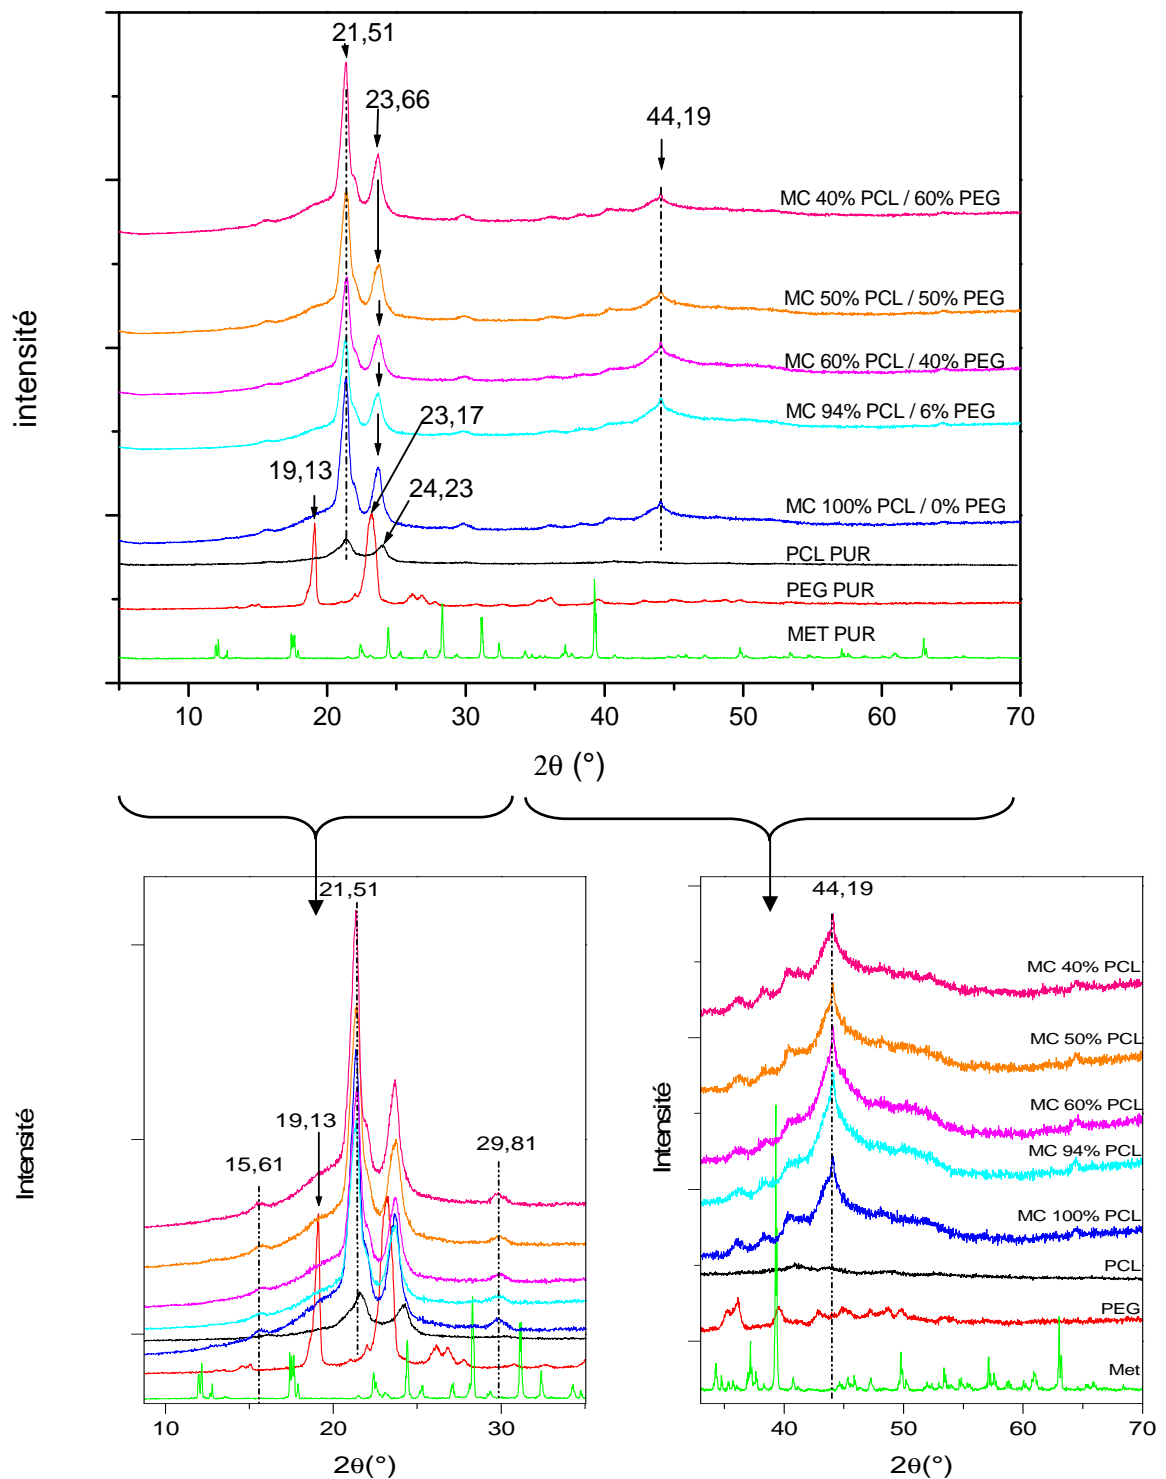 21,51
23,66
44,19
MC 40% PCL / 60% PEG
MC 50% PCL / 50% PEG
MC 60% PCL / 40% PEG
23,17
MC 94% PCL / 6% PEG
19,13
24,23
MC 100% PCL / 0% PEG
PCL PUR
PEG PUR
MET PUR
intensité
10 20 30 40 50 60 70
2θ (°)
21,51
19,13
15,61
29,81
Intensité
10 20 30
2θ(°)
44,19
MC 40% PCL
MC 50% PCL
MC 60% PCL
MC 94% PCL
MC 100% PCL
PCL
PEG
Met
Intensité
40 50 60 70
2θ(°)